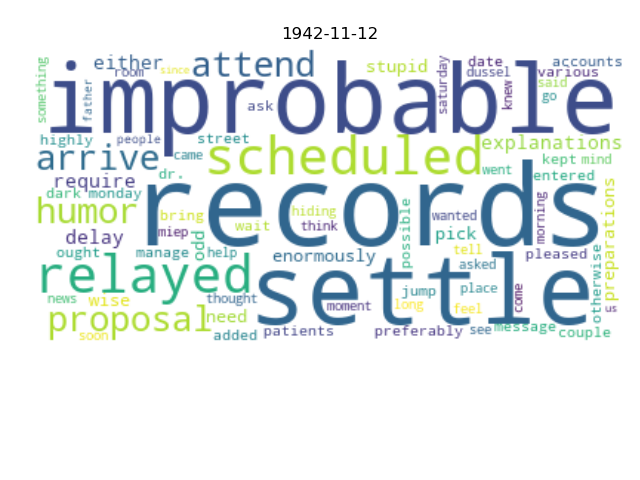 1942-11-12
something
either
attend
stupid
date
accounts
father
room
since
dussel
various
improbable
ask
saturday
knew
said
go
highly
people
street
scheduled
explanations
arrive
came
kept mind
require
dr.
went
entered
dark monday
records
humor
bring
hiding
wanted
morning
preparations
delay
miep
odd
wait
think
possible
pick
pleased
ought
manage
help
enormously
tell
otherwise
relayed
settle
asked
news
wise
thought
moment
jump
place
come
long
feel
us
proposal
need
soon
added
patients
preferably
see
message
couple